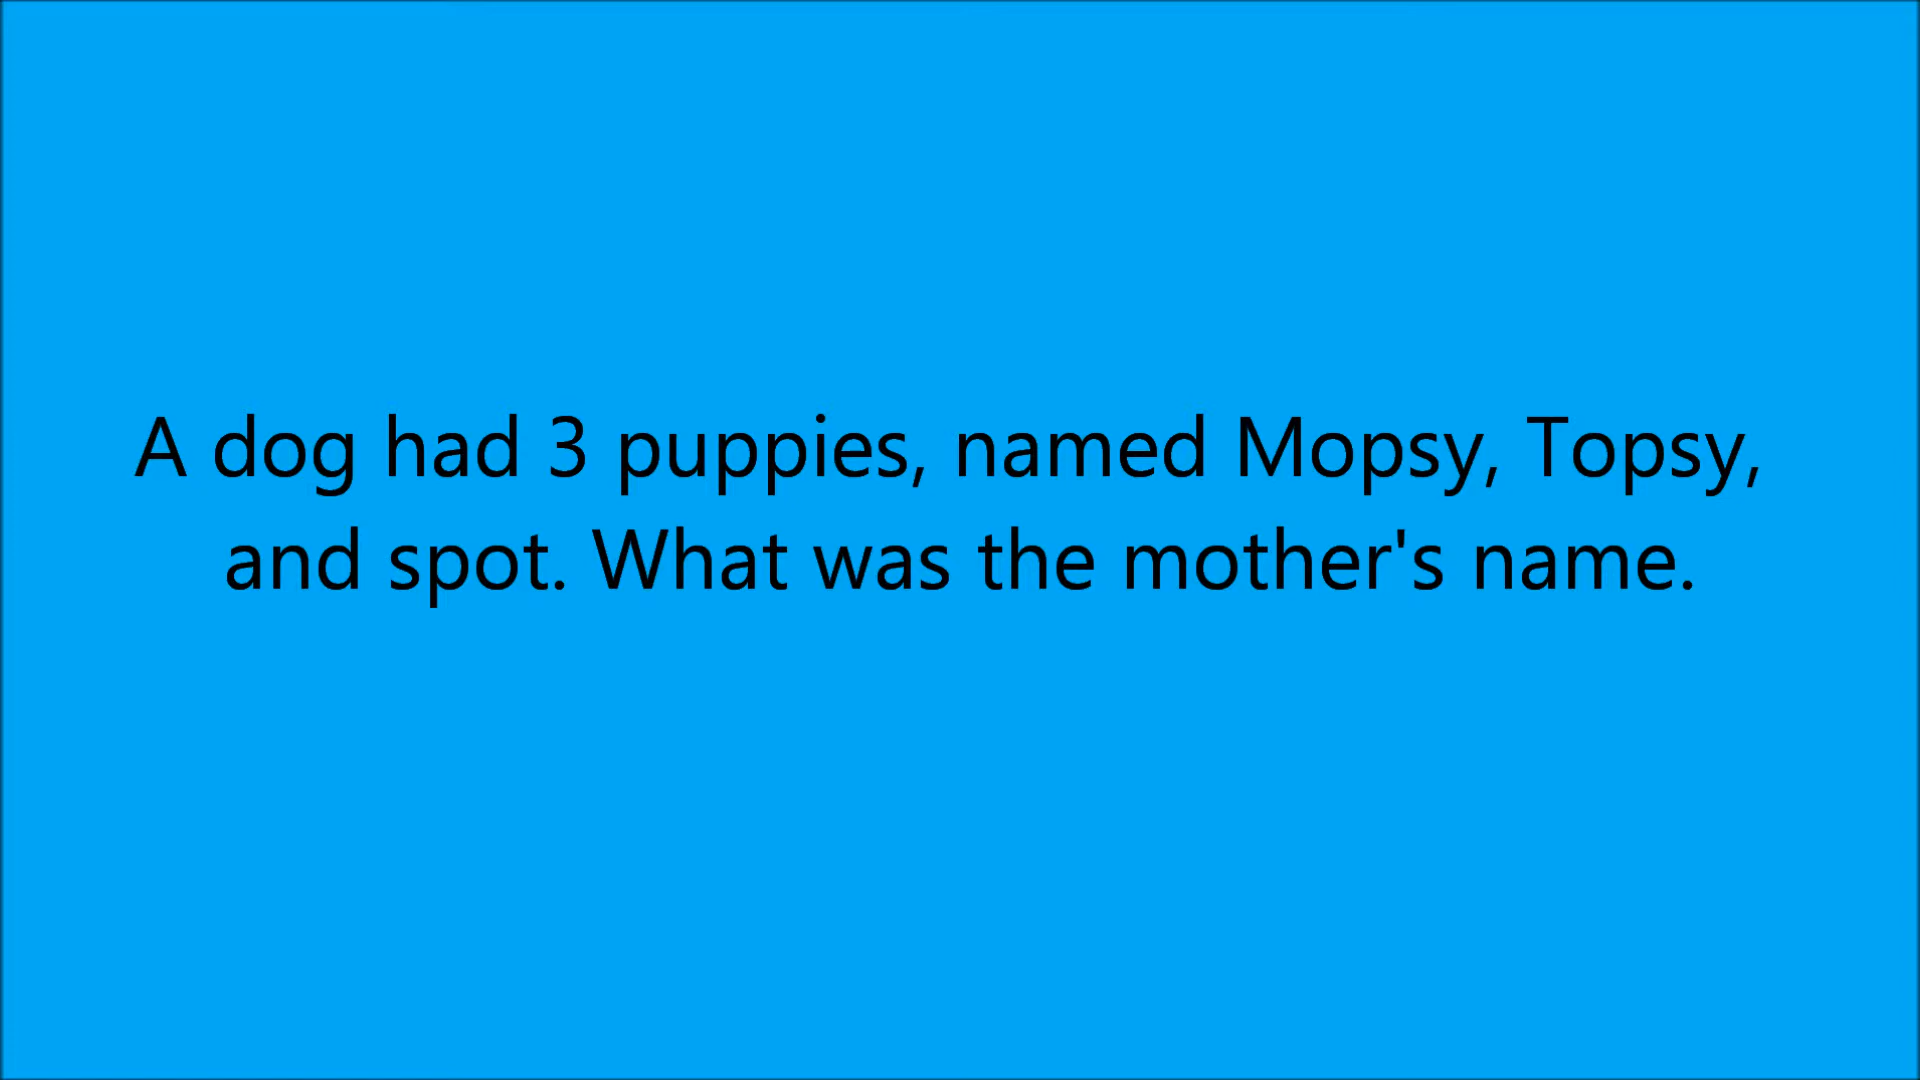 A dog had 3 puppies, named Mopsy, Topsy,
and spot. What was the mother's name.